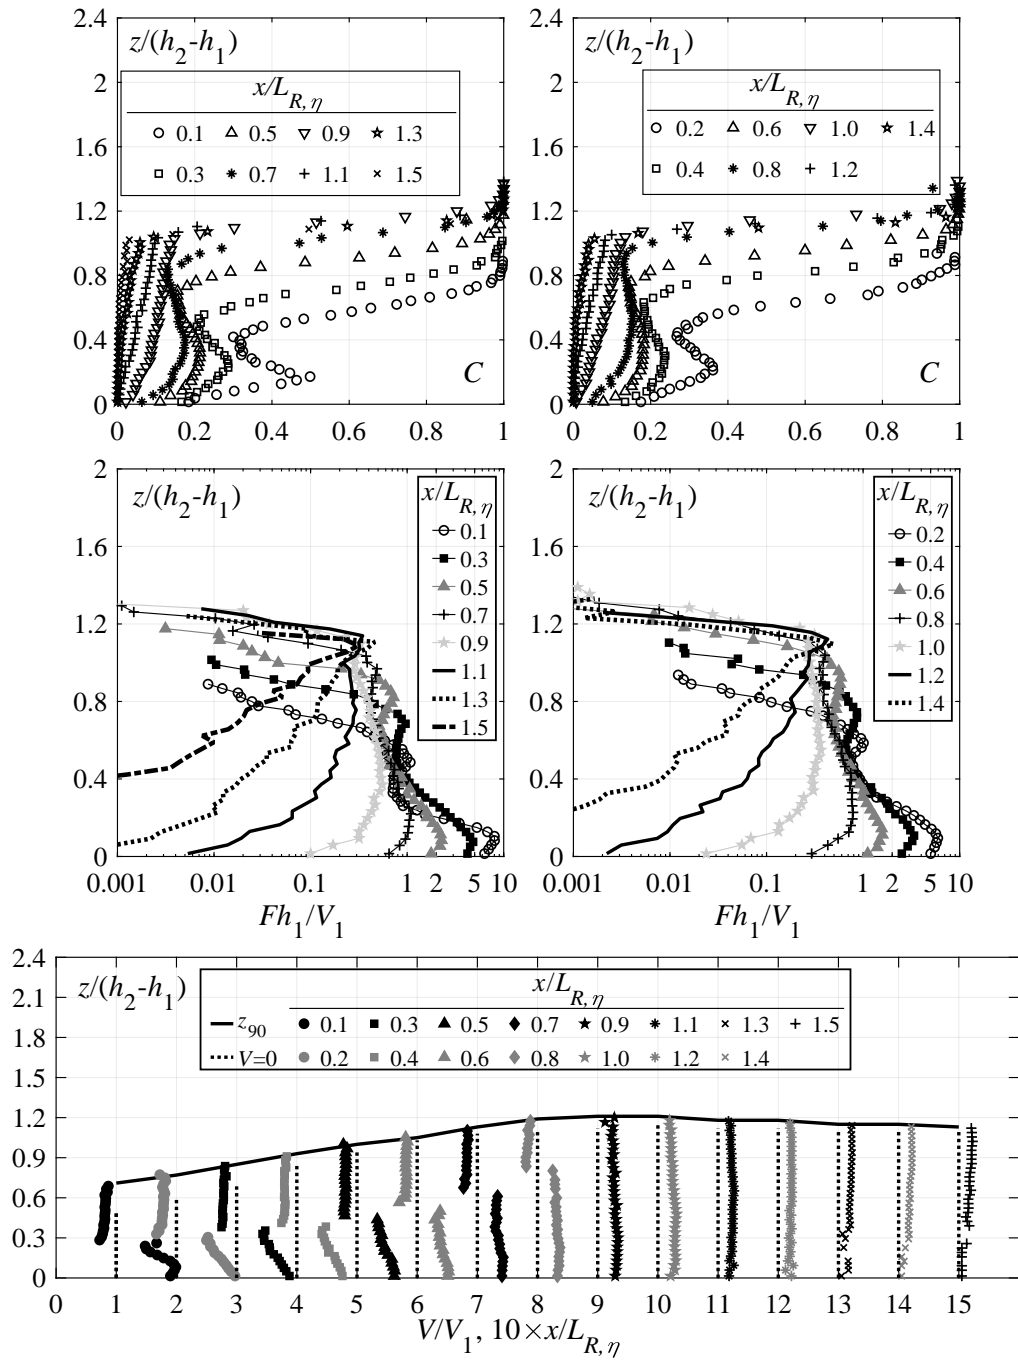 z/(h₂-h₁)
x/L_R,η
0.1 0.5 0.9 1.3
0.3 0.7 1.1 1.5
2.4
2
1.6
1.2
0.8
0.4
0
0 0.2 0.4 0.6 0.8 1
C
z/(h₂-h₁)
x/L_R,η
0.2 0.6 1.0 1.4
0.4 0.8 1.2
2.4
2
1.6
1.2
0.8
0.4
0
0 0.2 0.4 0.6 0.8 1
C
z/(h₂-h₁)
x/L_R,η
0.1
0.3
0.5
0.7
0.9
1.1
1.3
1.5
2
1.6
1.2
0.8
0.4
0
0.001 0.01 0.1 1 2 5 10
Fh₁/V₁
z/(h₂-h₁)
x/L_R,η
0.2
0.4
0.6
0.8
1.0
1.2
1.4
2
1.6
1.2
0.8
0.4
0
0.001 0.01 0.1 1 2 5 10
Fh₁/V₁
z/(h₂-h₁)
x/L_R,η
z₉₀ 0.1 0.3 0.5 0.7 0.9 1.1 1.3 1.5
V=0 0.2 0.4 0.6 0.8 1.0 1.2 1.4
2.4
2.1
1.8
1.5
1.2
0.9
0.6
0.3
0
0 1 2 3 4 5 6 7 8 9 10 11 12 13 14 15
V/V₁, 10×x/L_R,η